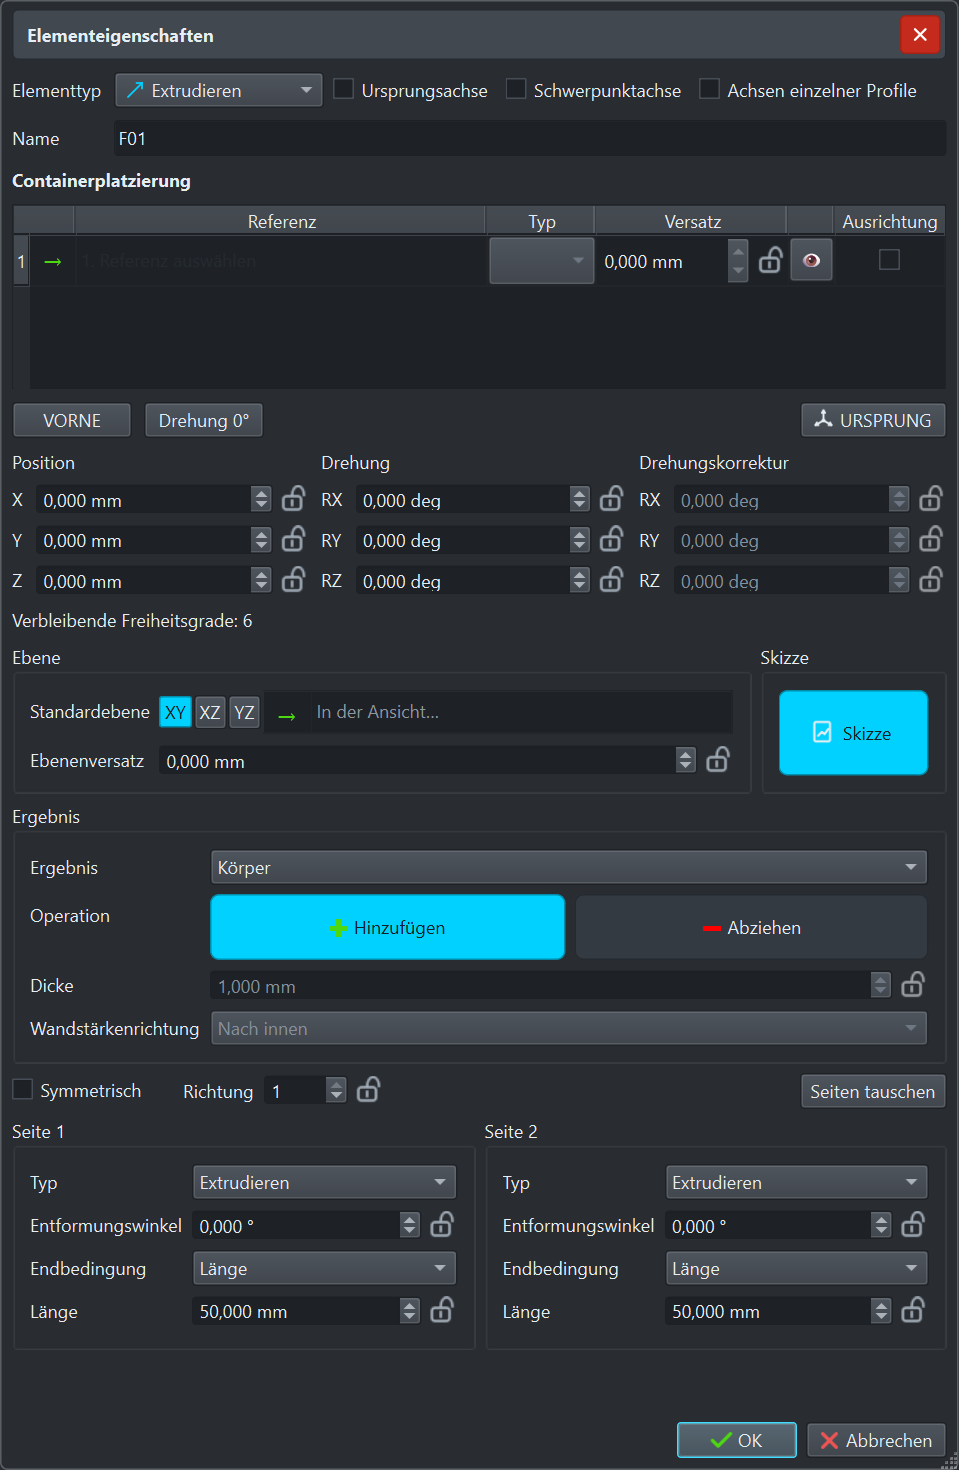 Elementeigenschaften
Elementtyp Extrudieren Ursprungsachse Schwerpunktachse Achsen einzelner Profile
Name F01
Containerplatzierung
Referenz Typ Versatz Ausrichtung
1 1. Referenz auswählen 0,000 mm
VORNE Drehung 0° URSPRUNG
Position Drehung Drehungskorrektur
X 0,000 mm RX 0,000 deg RX 0,000 deg
Y 0,000 mm RY 0,000 deg RY 0,000 deg
Z 0,000 mm RZ 0,000 deg RZ 0,000 deg
Verbleibende Freiheitsgrade: 6
Ebene Skizze
Standardebene XY XZ YZ In der Ansicht... Skizze
Ebenenversatz 0,000 mm
Ergebnis
Ergebnis Körper
Operation Hinzufügen Abziehen
Dicke 1,000 mm
Wandstärkenrichtung Nach innen
Symmetrisch Richtung 1 Seiten tauschen
Seite 1 Seite 2
Typ Extrudieren Typ Extrudieren
Entformungswinkel 0,000 ° Entformungswinkel 0,000 °
Endbedingung Länge Endbedingung Länge
Länge 50,000 mm Länge 50,000 mm
OK Abbrechen